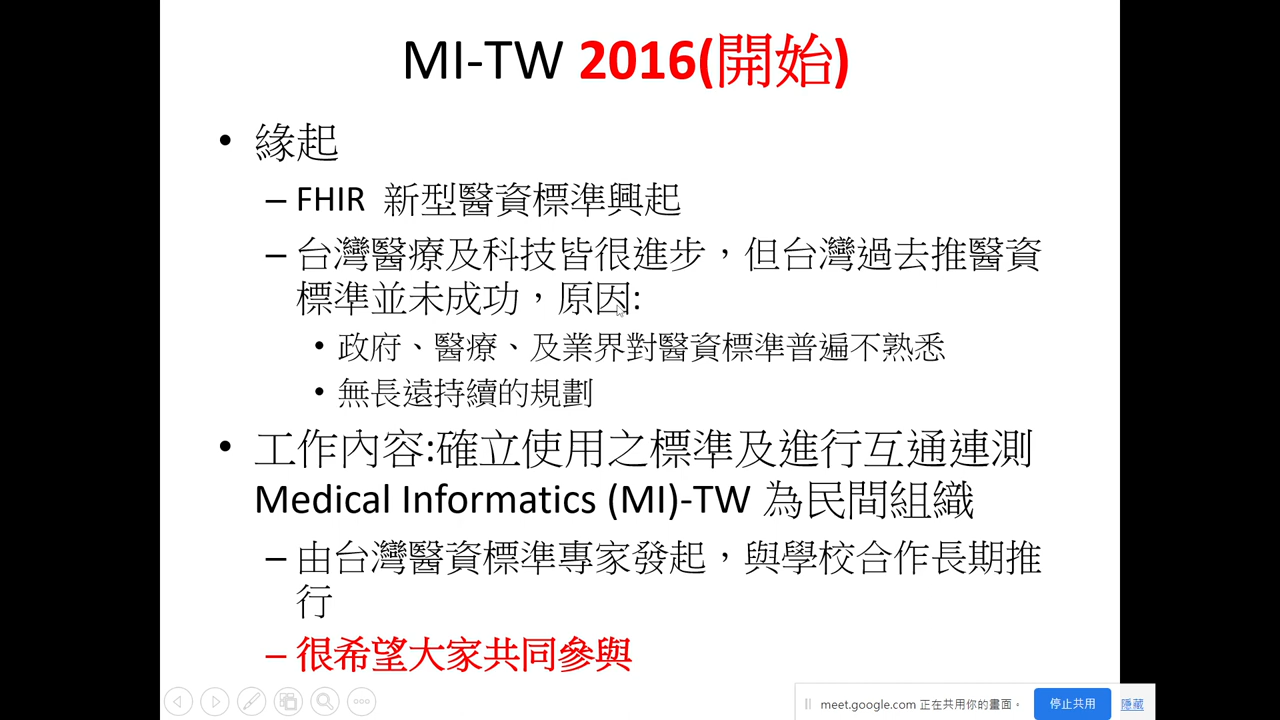 MI-TW 2016(開始)
• 緣起
– FHIR 新型醫資標準興起
– 台灣醫療及科技皆很進步，但台灣過去推醫資
標準並未成功，原因:
• 政府、醫療、及業界對醫資標準普遍不熟悉
• 無長遠持續的規劃
• 工作內容:確立使用之標準及進行互通連測
Medical Informatics (MI)-TW 為民間組織
– 由台灣醫資標準專家發起，與學校合作長期推
行
– 很希望大家共同參與
meet.google.com 正在共用你的畫面。 停止共用 隱藏